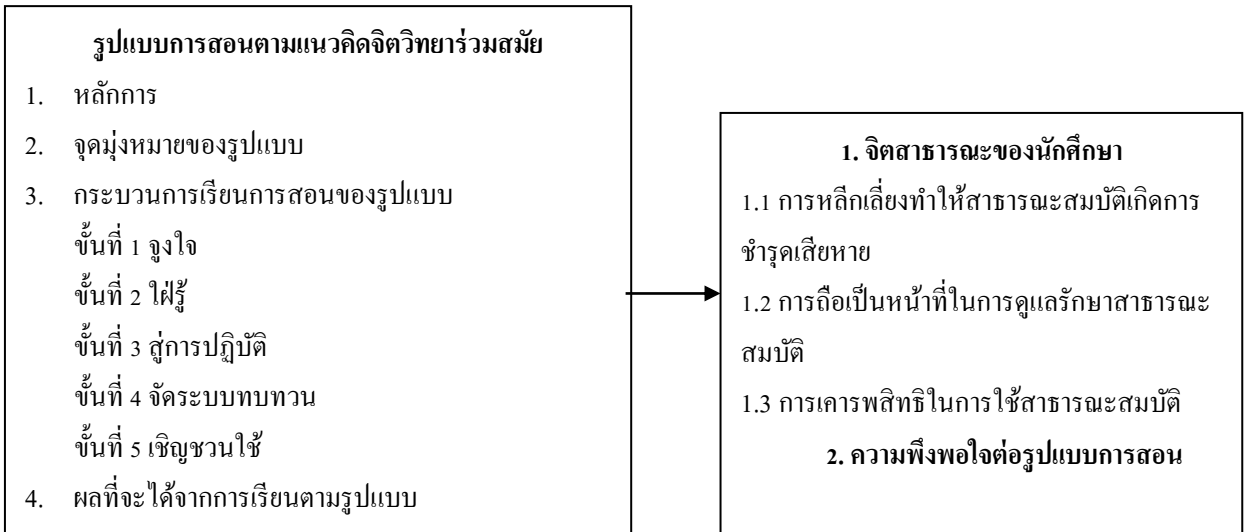 รูปแบบการสอนตามแนวคิดจิตวิทยาร่วมสมัย
1. หลักการ
2. จุดมุ่งหมายของรูปแบบ
3. กระบวนการเรียนการสอนของรูปแบบ
ขั้นที่ 1 จูงใจ
ขั้นที่ 2 ใฝ่รู้
ขั้นที่ 3 สู่การปฏิบัติ
ขั้นที่ 4 จัดระบบทบทวน
ขั้นที่ 5 เชิญชวนใช้
4. ผลที่จะได้จากการเรียนตามรูปแบบ
1. จิตสาธารณะของนักศึกษา
1.1 การหลีกเลี่ยงทำให้สาธารณะสมบัติเกิดการ
ชำรุดเสียหาย
1.2 การถือเป็นหน้าที่ในการดูแลรักษาสาธารณะ
สมบัติ
1.3 การเคารพสิทธิในการใช้สาธารณะสมบัติ
2. ความพึงพอใจต่อรูปแบบการสอน